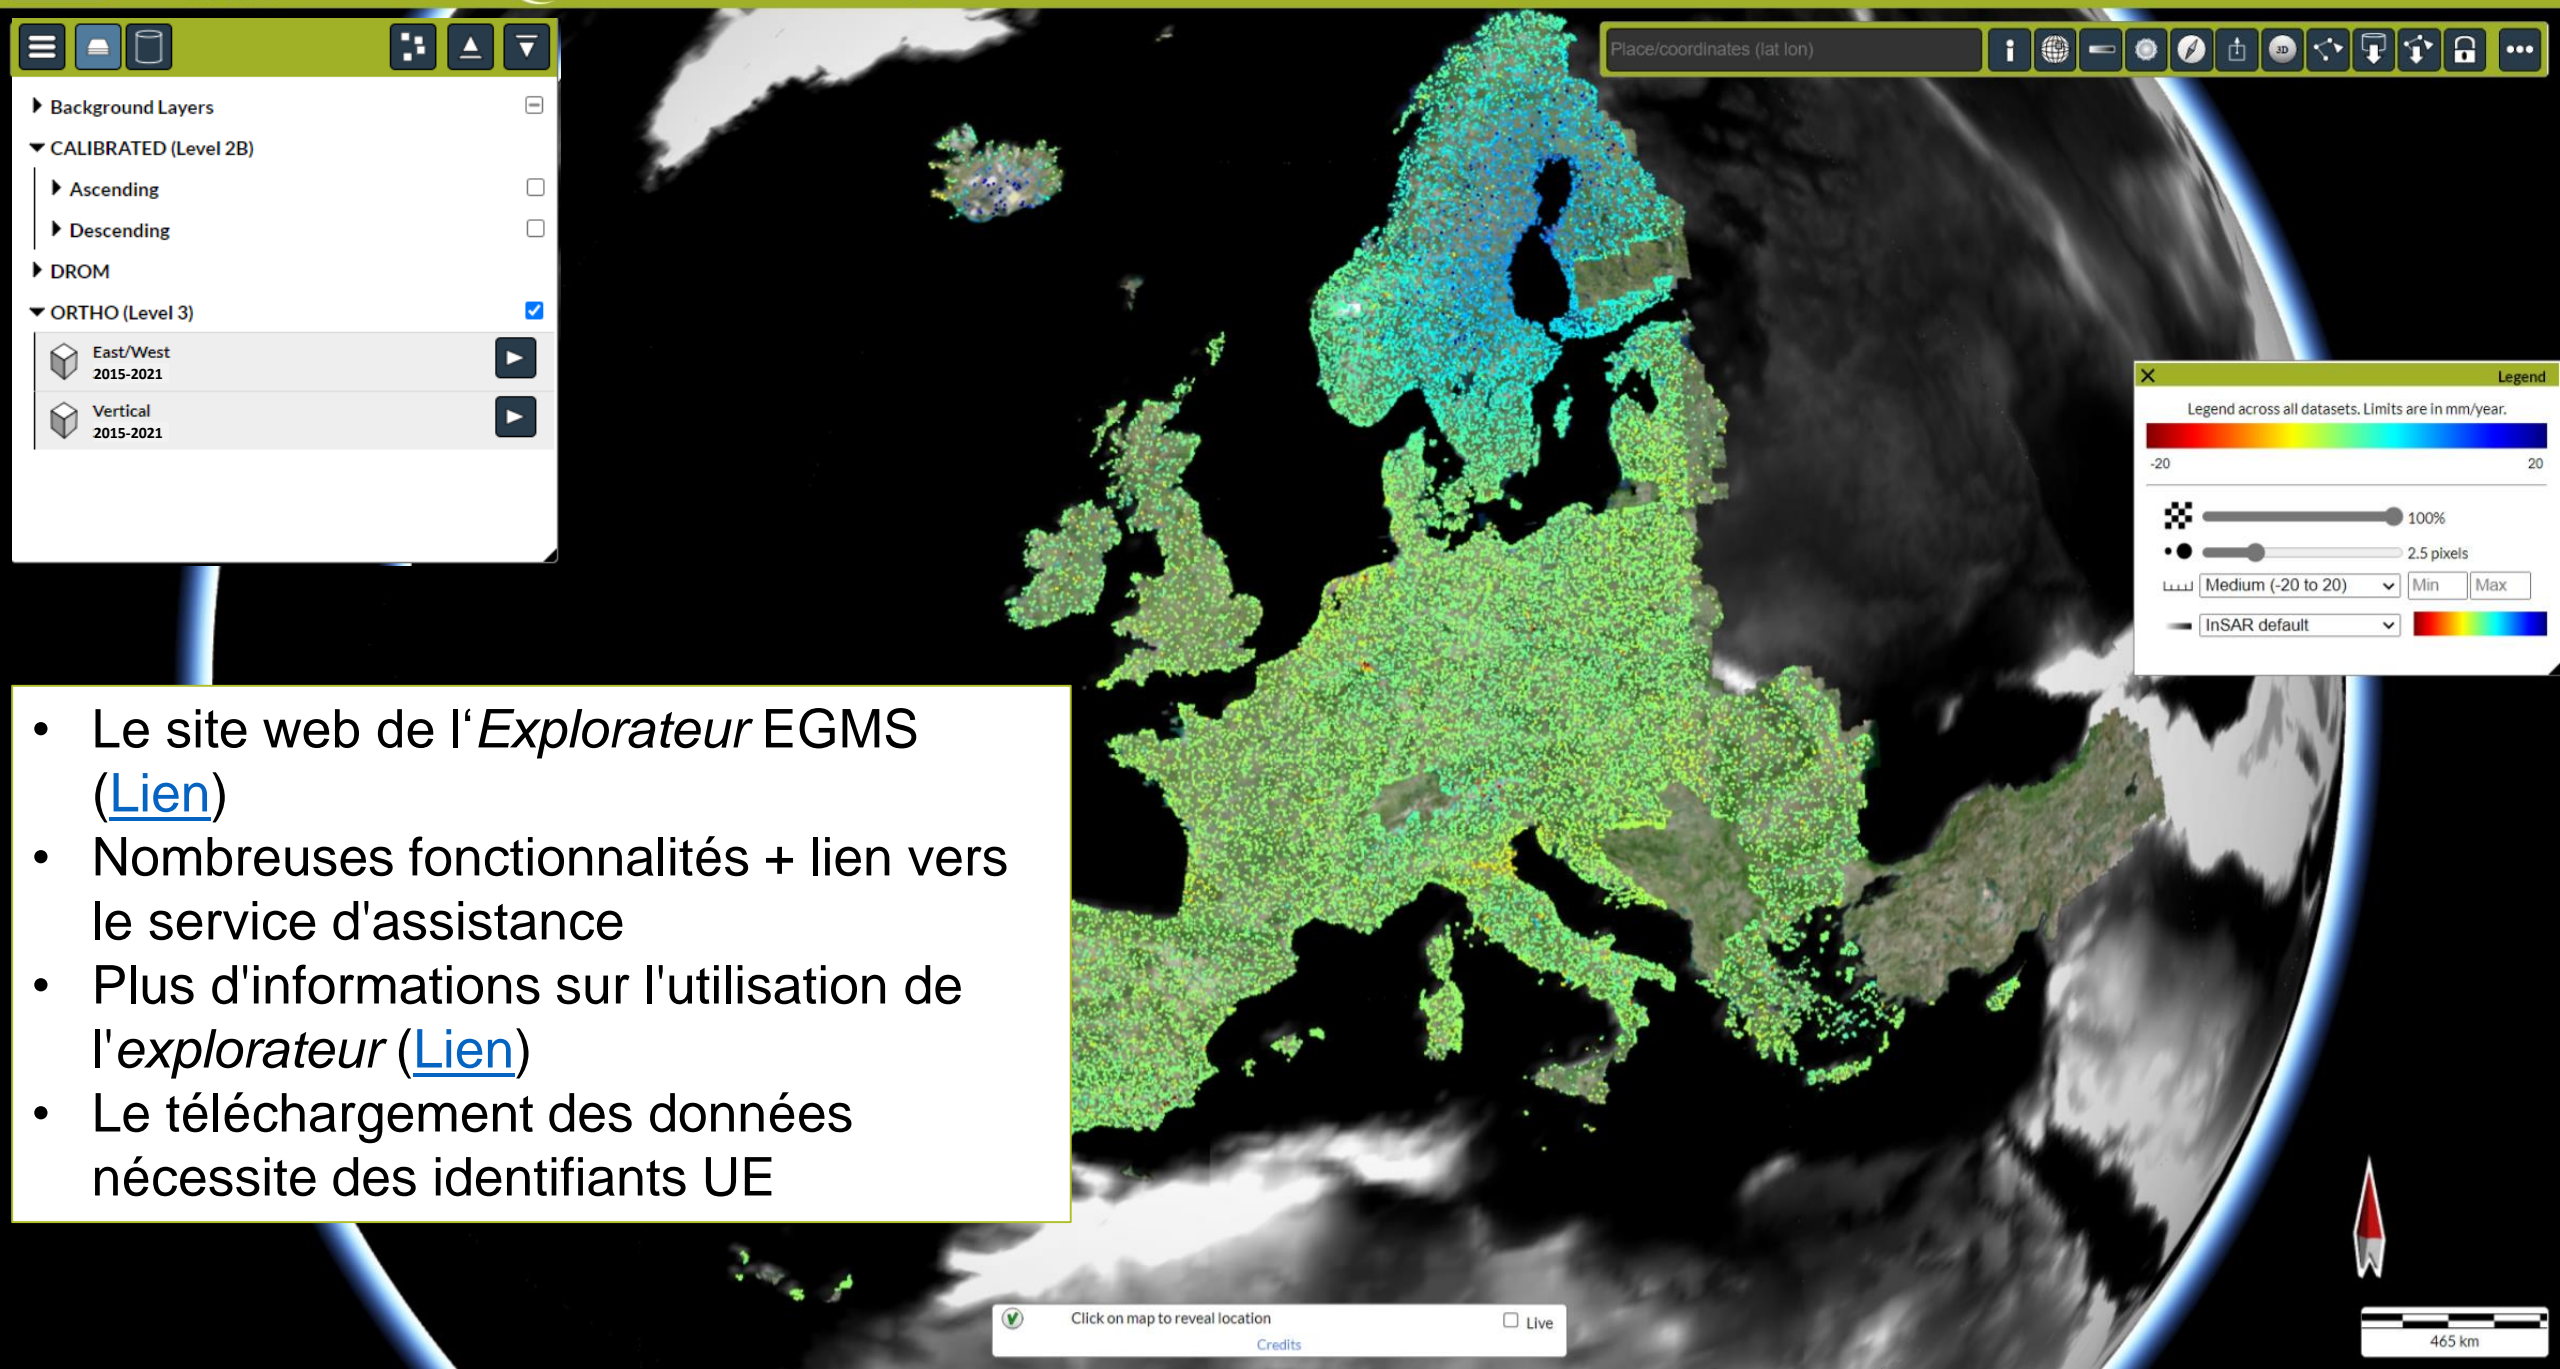 Background Layers
CALIBRATED (Level 2B)
Ascending
Descending
DROM
ORTHO (Level 3)
East/West
2015-2021
Vertical
2015-2021
Place/coordinates (lat lon)
3D
Legend
Legend across all datasets. Limits are in mm/year.
-20 20
100%
2.5 pixels
Medium (-20 to 20) Min Max
InSAR default
• Le site web de l‘Explorateur EGMS
(Lien)
• Nombreuses fonctionnalités + lien vers
le service d'assistance
• Plus d'informations sur l'utilisation de
l'explorateur (Lien)
• Le téléchargement des données
nécessite des identifiants UE
Click on map to reveal location Live
Credits
465 km